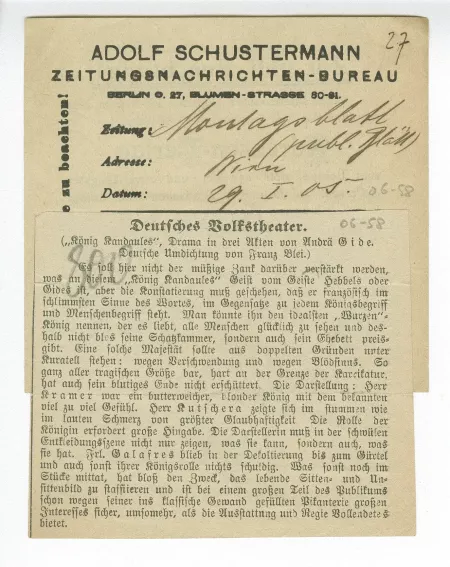 27
ADOLF SCHUSTERMANN
ZEITUNGSNACHRICHTEN-BUREAU
BERLIN O. 27, BLUMEN-STRASSE 80-81.
zu beachten!
Zeitung: Montagsblatt
(publ. Blätt)
Adresse: Wien
Datum: 29. I. 05.
06-58
Deutsches Volkstheater.
06-58
(„König Kandaules", Drama in drei Akten von Andrä Gide.
Deutsche Umdichtung von Franz Blei.)
Es soll hier nicht der müßige Zank darüber verstärkt werden,
was an diesem „König Kandaules" Geist vom Geiste Hebbels oder
Gides ist, aber die Konstatierung muß geschehen, daß er französisch im
schlimmsten Sinne des Wortes, im Gegensatze zu jedem Königsbegriff
und Menschenbegriff steht. Man könnte ihn den idealsten „Wurzen"-
König nennen, der es liebt, alle Menschen glücklich zu sehen und des-
halb nicht blos seine Schatzkammer, sondern auch sein Ehebett preis-
gibt. Eine solche Majestät sollte aus doppelten Gründen unter
Kuratell stehen: wegen Verschwendung und wegen Blödsinns. So
ganz aller tragischen Größe bar, hart an der Grenze der Karrikatur,
hat auch sein blutiges Ende nicht erschüttert. Die Darstellung: Herr
Kramer war ein butterweicher, blonder König mit dem bekannten
viel zu viel Gefühl. Herr Kutschera zeigte sich im stummen wie
im lauten Schmerz von größter Glaubhaftigkeit. Die Rolle der
Königin erfordert große Hingabe. Die Darstellerin muß in der schwülen
Entkleidungsszene nicht nur zeigen, was sie kann, sondern auch, was
sie hat. Frl. Galafres blieb in der Dekoltierung bis zum Gürtel
und auch sonst ihrer Königsrolle nichts schuldig. Was sonst noch im
Stücke mittat, hat bloß den Zweck, das lebende Sitten- und Un-
sittenbild zu staffieren und ist bei einem großen Teil des Publikums
schon wegen seiner ins klassische Gewand gehüllten Pikanterie großen
Interesses sicher, umsomehr, als die Ausstattung und Regie Vollendetes
bietet.